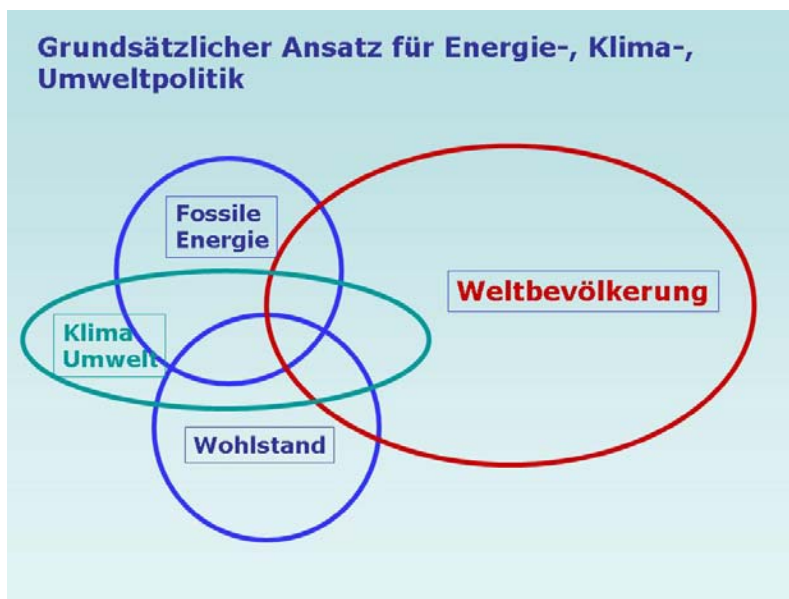 Grundsätzlicher Ansatz für Energie-, Klima-,
Umweltpolitik
Fossile
Energie
Weltbevölkerung
Klima
Umwelt
Wohlstand